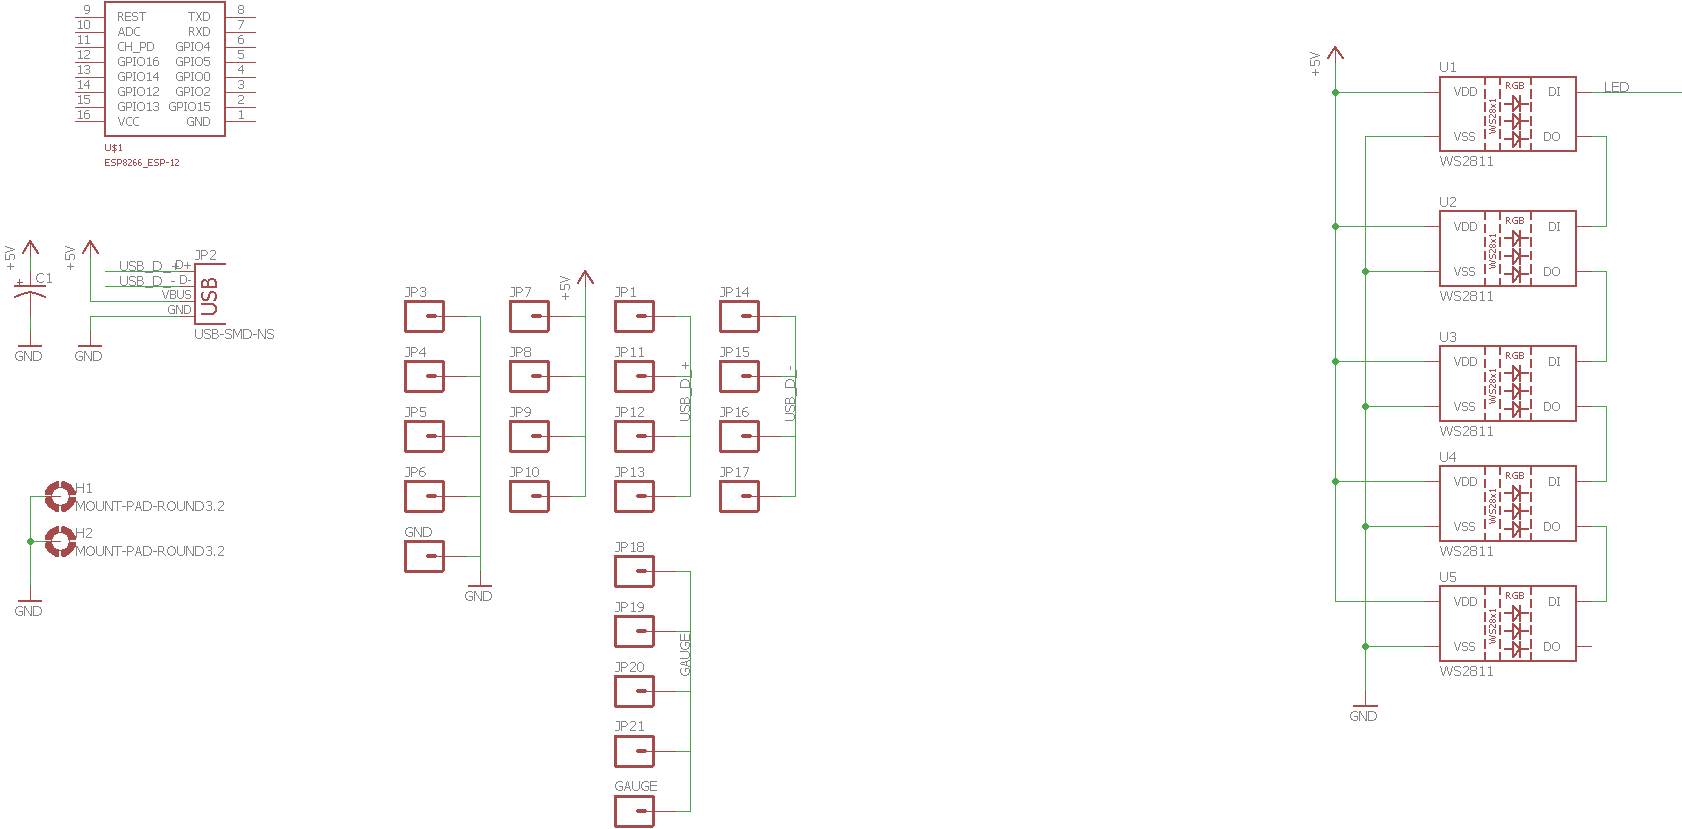 9 REST TXD 8
10 ADC RXD 7
11 CH_PD GPIO4 6
12 GPIO16 GPIO5 5
13 GPIO14 GPIO0 4
14 GPIO12 GPIO2 3
15 GPIO13 GPIO15 2
16 VCC GND 1
U$1
ESP8266_ESP-12
+5V
+
C1
GND
+5V
USB_D_+
USB_D_-
D+
D-
VBUS
GND
JP2
USB
USB-SMD-NS
GND
H1
MOUNT-PAD-ROUND3.2
H2
MOUNT-PAD-ROUND3.2
GND
JP3
JP4
JP5
JP6
GND
GND
+5V
JP7
JP8
JP9
JP10
JP1
JP11
JP12
JP13
USB_D_+
JP14
JP15
JP16
JP17
USB_D_-
JP18
JP19
JP20
JP21
GAUGE
GAUGE
+5V
U1
VDD RGB DI
WS28x1
VSS DO
WS2811
LED
U2
VDD RGB DI
WS28x1
VSS DO
WS2811
U3
VDD RGB DI
WS28x1
VSS DO
WS2811
U4
VDD RGB DI
WS28x1
VSS DO
WS2811
U5
VDD RGB DI
WS28x1
VSS DO
WS2811
GND